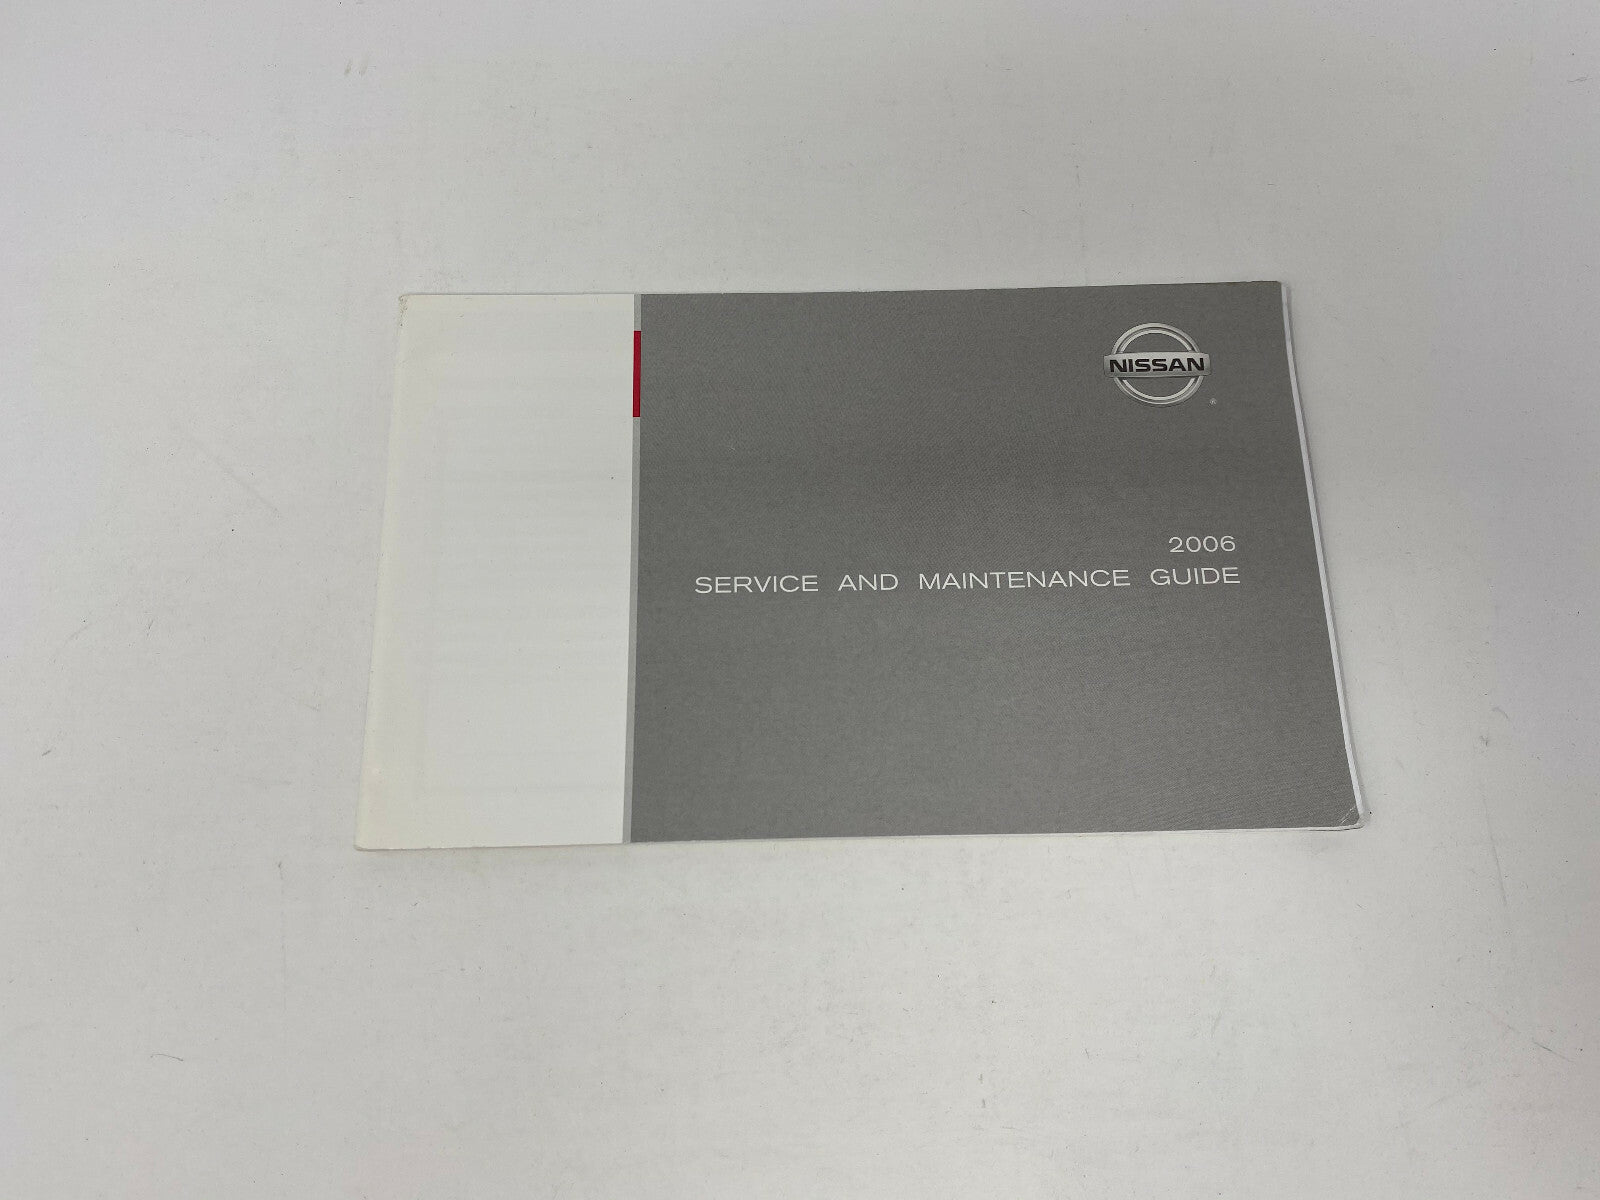 NISSAN
®
2006
SERVICE AND MAINTENANCE GUIDE